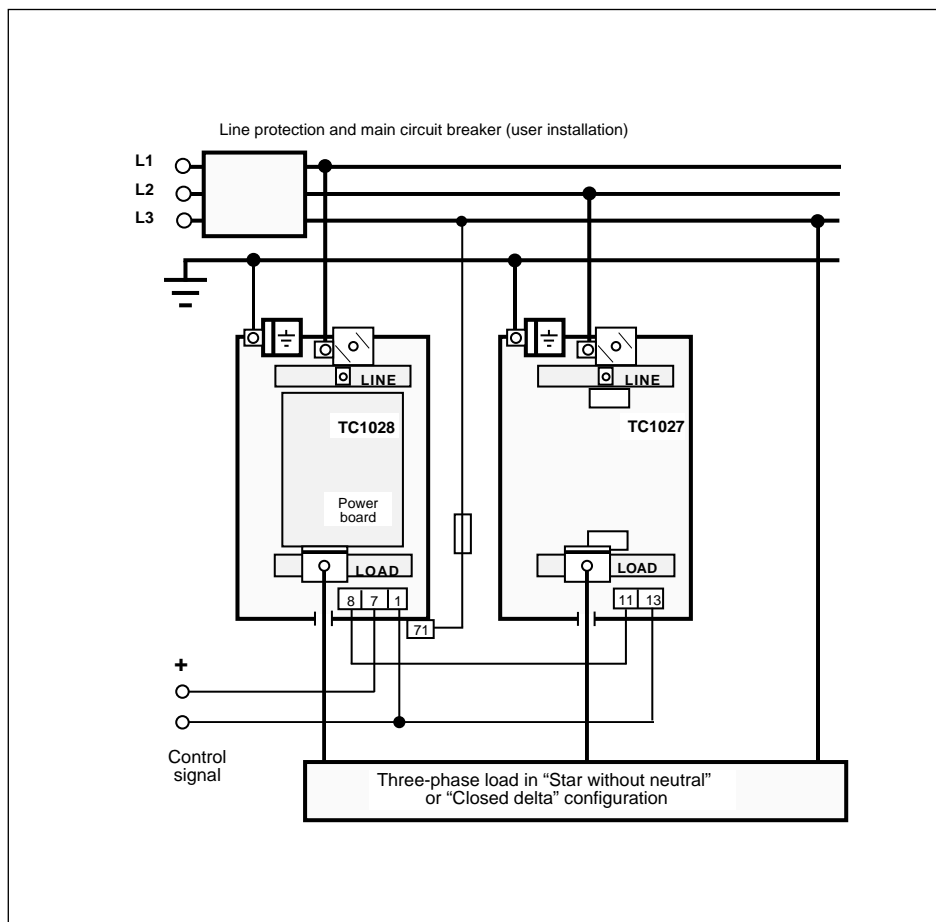 Line protection and main circuit breaker (user installation)
L1
L2
L3
LINE
LINE
TC1028
TC1027
Power
board
LOAD
LOAD
8 7 1
11 13
71
+
Control
signal
Three-phase load in “Star without neutral”
or “Closed delta” configuration